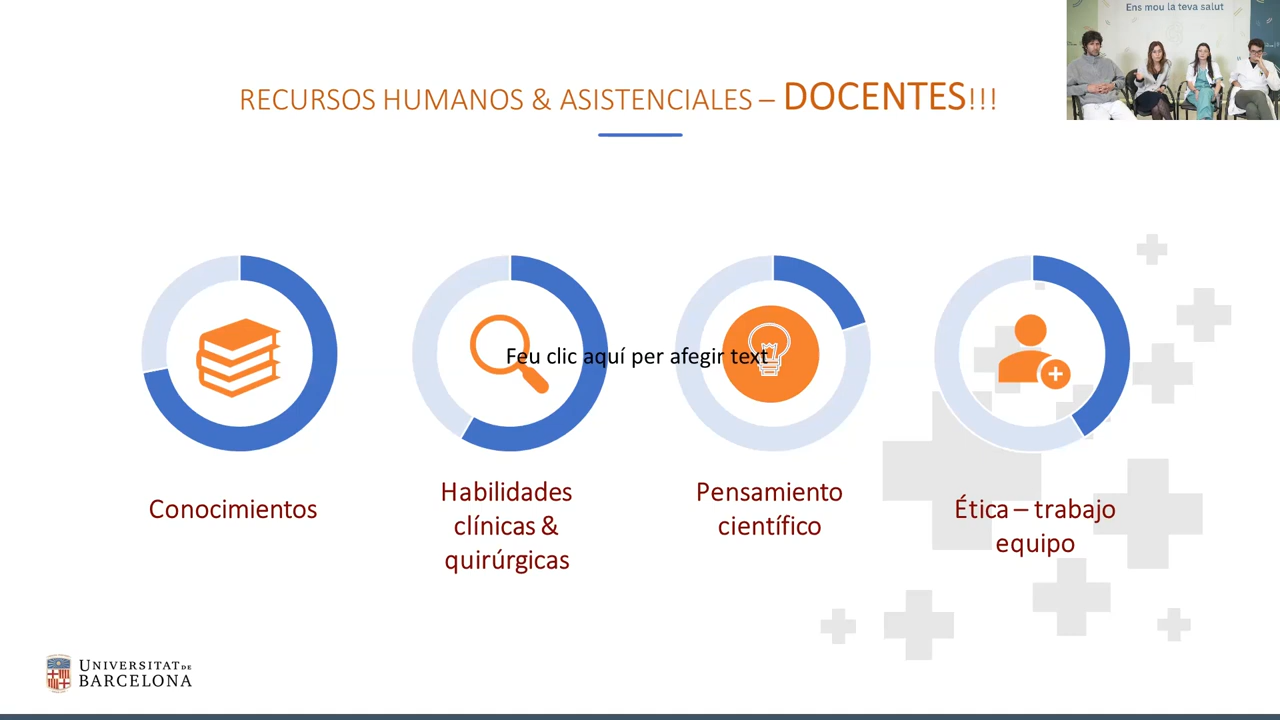 Ens mou la teva salut
RECURSOS HUMANOS & ASISTENCIALES – DOCENTES!!!
Feu clic aquí per afegir text
Conocimientos
Habilidades
clínicas &
quirúrgicas
Pensamiento
científico
Ética – trabajo
equipo
UNIVERSITAT DE
BARCELONA